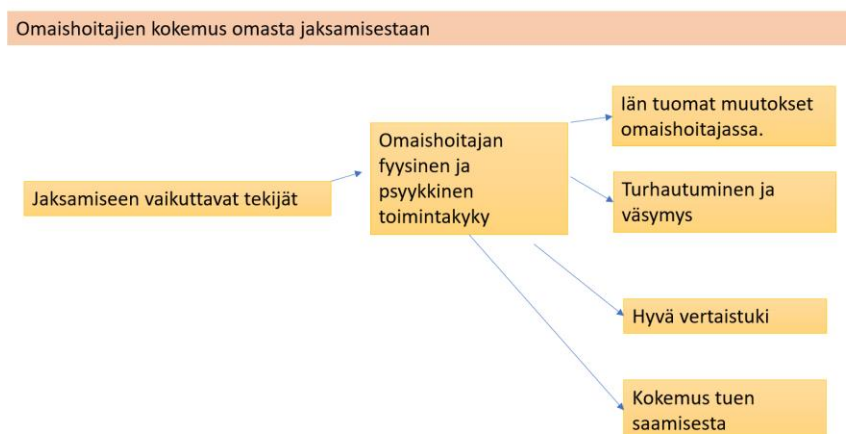 Omaishoitajien kokemus omasta jaksamisestaan
Jaksamiseen vaikuttavat tekijät
Omaishoitajan
fyysinen ja
psyykkinen
toimintakyky
Iän tuomat muutokset
omaishoitajassa.
Turhautuminen ja
väsymys
Hyvä vertaistuki
Kokemus tuen
saamisesta